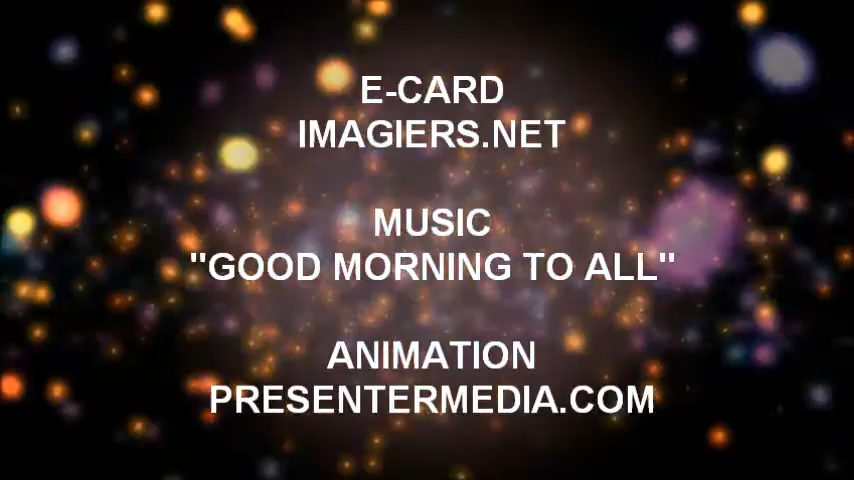 E-CARD
IMAGIERS.NET
MUSIC
"GOOD MORNING TO ALL"
ANIMATION
PRESENTERMEDIA.COM